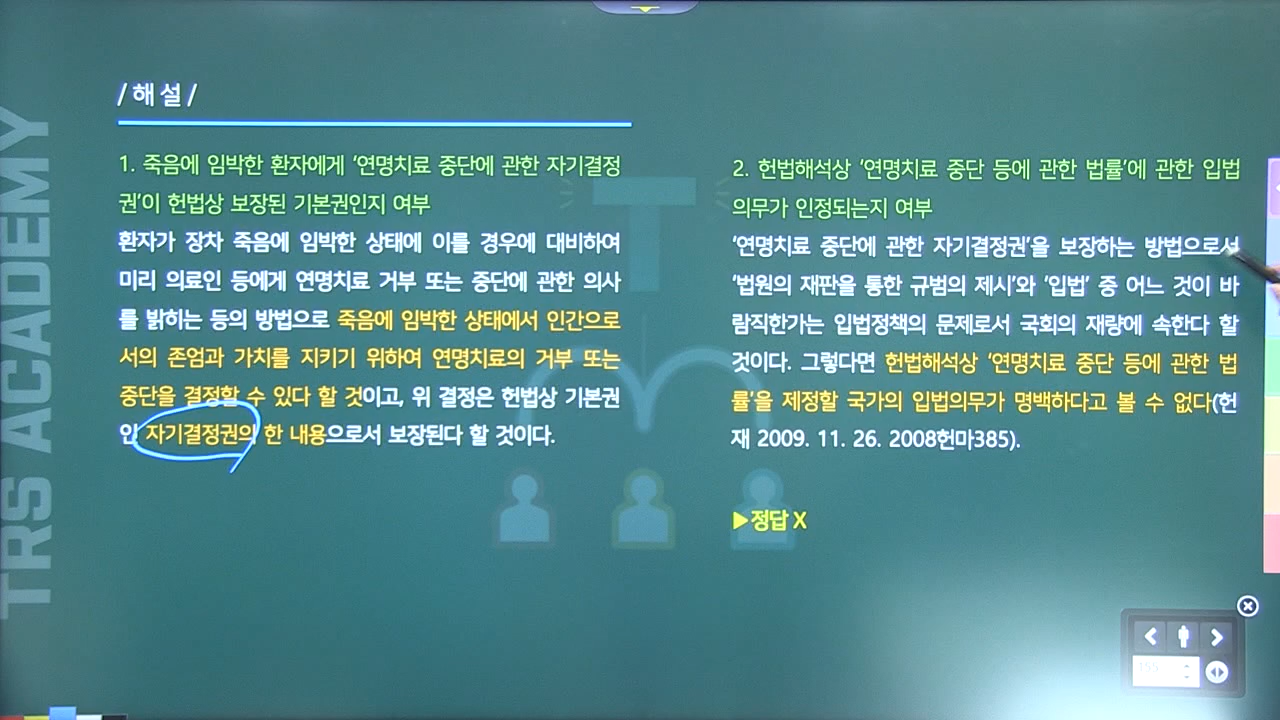 / 해 설 /
1. 죽음에 임박한 환자에게 ‘연명치료 중단에 관한 자기결정
권’이 헌법상 보장된 기본권인지 여부
환자가 장차 죽음에 임박한 상태에 이를 경우에 대비하여
미리 의료인 등에게 연명치료 거부 또는 중단에 관한 의사
를 밝히는 등의 방법으로 죽음에 임박한 상태에서 인간으로
서의 존엄과 가치를 지키기 위하여 연명치료의 거부 또는
중단을 결정할 수 있다 할 것이고, 위 결정은 헌법상 기본권
인 자기결정권의 한 내용으로서 보장된다 할 것이다.
2. 헌법해석상 ‘연명치료 중단 등에 관한 법률’에 관한 입법
의무가 인정되는지 여부
‘연명치료 중단에 관한 자기결정권’을 보장하는 방법으로서
‘법원의 재판을 통한 규범의 제시’와 ‘입법’ 중 어느 것이 바
람직한가는 입법정책의 문제로서 국회의 재량에 속한다 할
것이다. 그렇다면 헌법해석상 ‘연명치료 중단 등에 관한 법
률’을 제정할 국가의 입법의무가 명백하다고 볼 수 없다(헌
재 2009. 11. 26. 2008헌마385).
▶정답 X
TRS ACADEMY